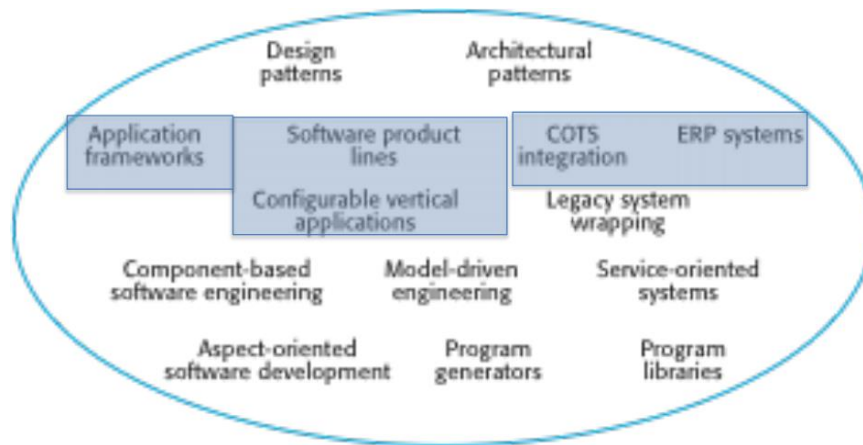 Design
patterns
Architectural
patterns
Application
frameworks
Software product
lines
COTS
integration
ERP systems
Configurable vertical
applications
Legacy system
wrapping
Component-based
software engineering
Model-driven
engineering
Service-oriented
systems
Aspect-oriented
software development
Program
generators
Program
libraries